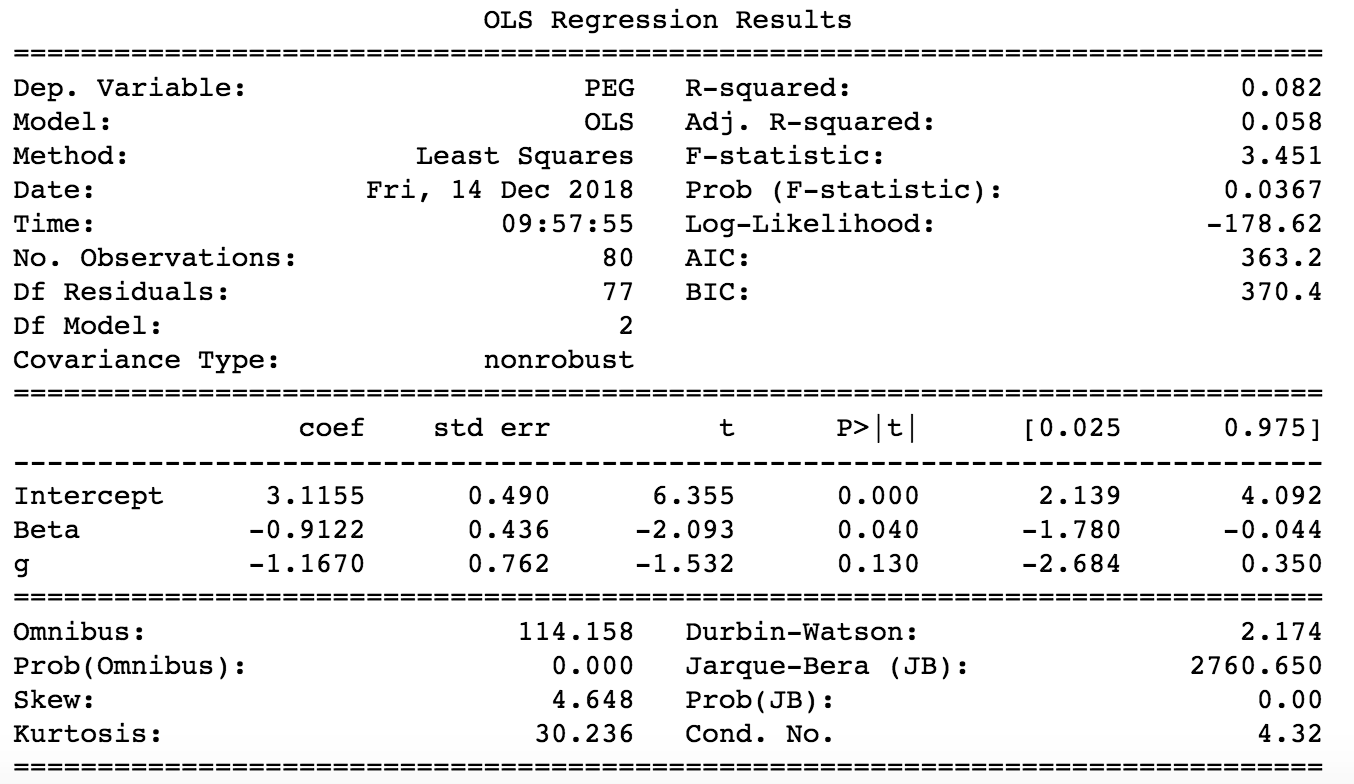 OLS Regression Results
==============================================================================
Dep. Variable: PEG R-squared: 0.082
Model: OLS Adj. R-squared: 0.058
Method: Least Squares F-statistic: 3.451
Date: Fri, 14 Dec 2018 Prob (F-statistic): 0.0367
Time: 09:57:55 Log-Likelihood: -178.62
No. Observations: 80 AIC: 363.2
Df Residuals: 77 BIC: 370.4
Df Model: 2
Covariance Type: nonrobust
==============================================================================
coef std err t P>|t| [0.025 0.975]
------------------------------------------------------------------------------
Intercept 3.1155 0.490 6.355 0.000 2.139 4.092
Beta -0.9122 0.436 -2.093 0.040 -1.780 -0.044
g -1.1670 0.762 -1.532 0.130 -2.684 0.350
==============================================================================
Omnibus: 114.158 Durbin-Watson: 2.174
Prob(Omnibus): 0.000 Jarque-Bera (JB): 2760.650
Skew: 4.648 Prob(JB): 0.00
Kurtosis: 30.236 Cond. No. 4.32
==============================================================================